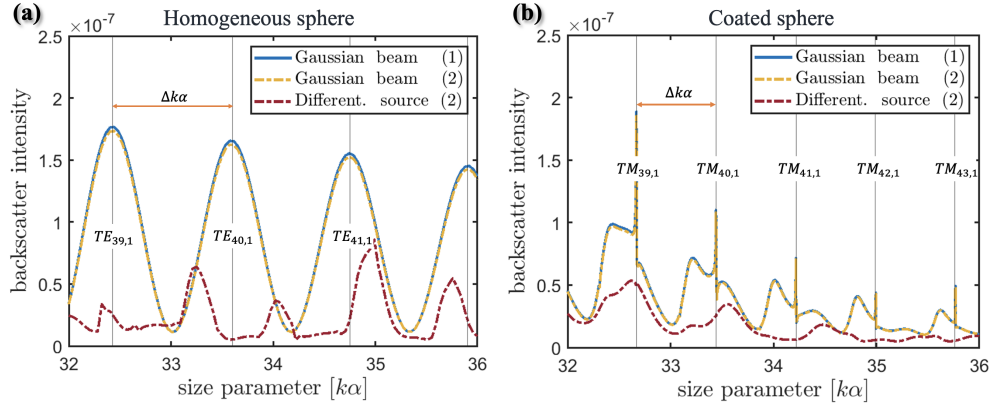 (a) Homogeneous sphere
×10⁻⁷
2.5
2
1.5
1
0.5
0
32 33 34 35 36
backscatter intensity
size parameter [kα]
Gaussian beam (1)
Gaussian beam (2)
Different. source (2)
Δkα
TE39,1
TE40,1
TE41,1
(b) Coated sphere
×10⁻⁷
2.5
2
1.5
1
0.5
0
32 33 34 35 36
backscatter intensity
size parameter [kα]
Gaussian beam (1)
Gaussian beam (2)
Different. source (2)
Δkα
TM39,1
TM40,1
TM41,1
TM42,1
TM43,1